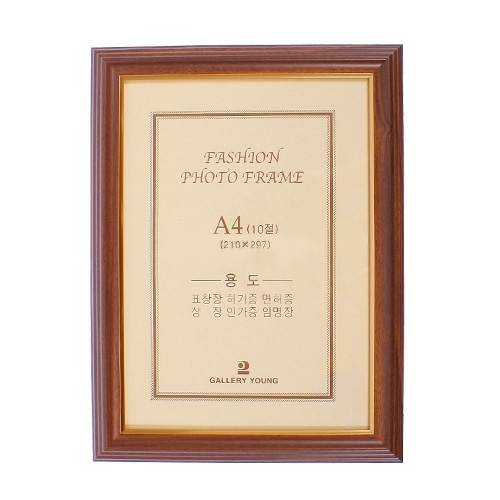 FASHION
PHOTO FRAME
A4 (10절)
(210×297)
용 도
표창장 허가증 면허증
상 장 인가증 임명장
GALLERY YOUNG